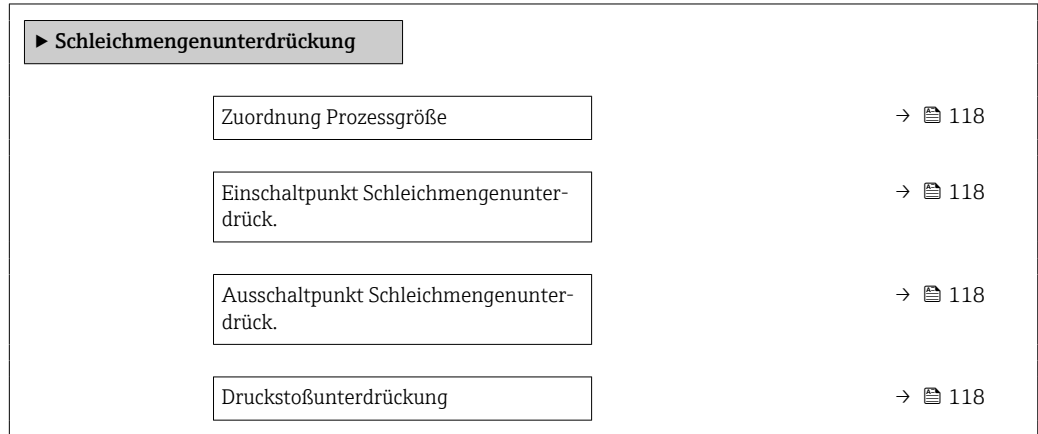 ▶ Schleichmengenunterdrückung
Zuordnung Prozessgröße → 118
Einschaltpunkt Schleichmengenunter- → 118
drück.
Ausschaltpunkt Schleichmengenunter- → 118
drück.
Druckstoßunterdrückung → 118